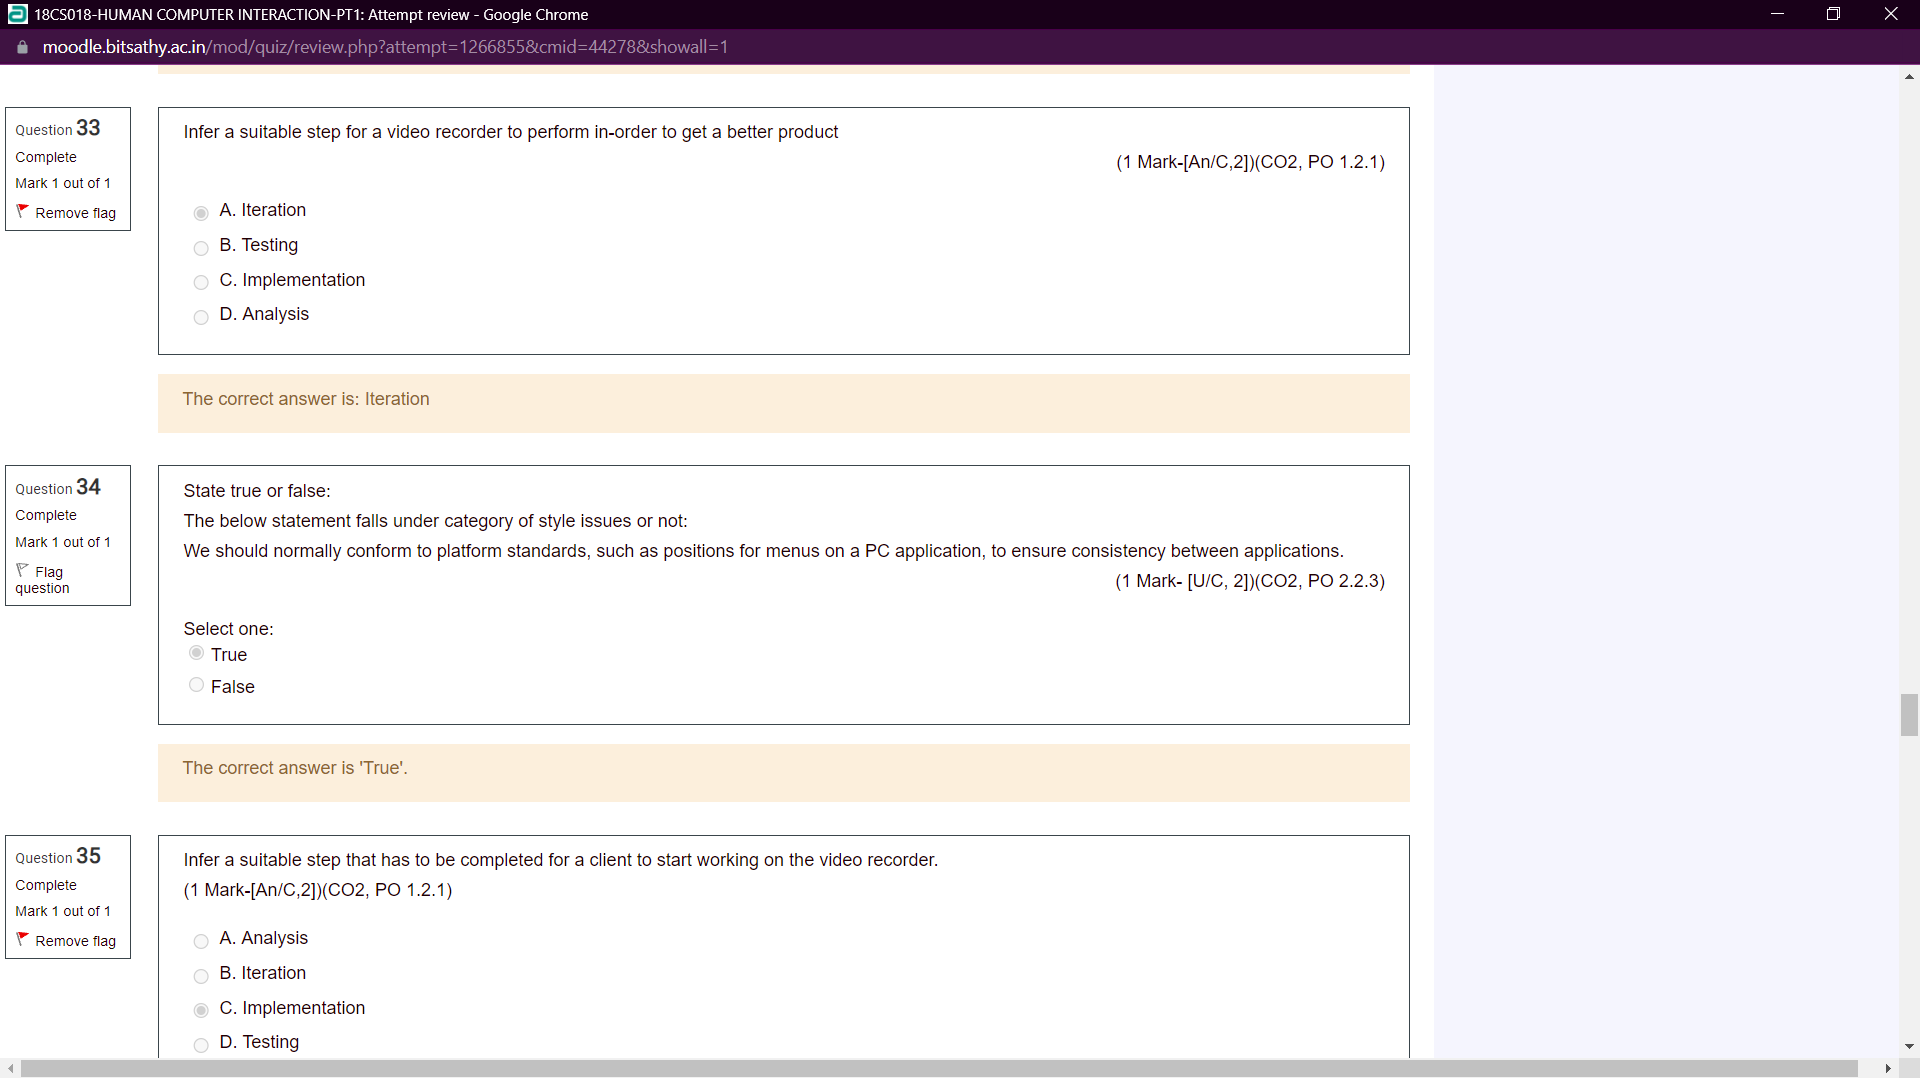 18CS018-HUMAN COMPUTER INTERACTION-PT1: Attempt review - Google Chrome
moodle.bitsathy.ac.in/mod/quiz/review.php?attempt=1266855&cmid=44278&showall=1
Question 33
Complete
Mark 1 out of 1
Remove flag
Infer a suitable step for a video recorder to perform in-order to get a better product
(1 Mark-[An/C,2])(CO2, PO 1.2.1)
A. Iteration
B. Testing
C. Implementation
D. Analysis
The correct answer is: Iteration
Question 34
Complete
Mark 1 out of 1
Flag
question
State true or false:
The below statement falls under category of style issues or not:
We should normally conform to platform standards, such as positions for menus on a PC application, to ensure consistency between applications.
(1 Mark- [U/C, 2])(CO2, PO 2.2.3)
Select one:
True
False
The correct answer is 'True'.
Question 35
Complete
Mark 1 out of 1
Remove flag
Infer a suitable step that has to be completed for a client to start working on the video recorder.
(1 Mark-[An/C,2])(CO2, PO 1.2.1)
A. Analysis
B. Iteration
C. Implementation
D. Testing